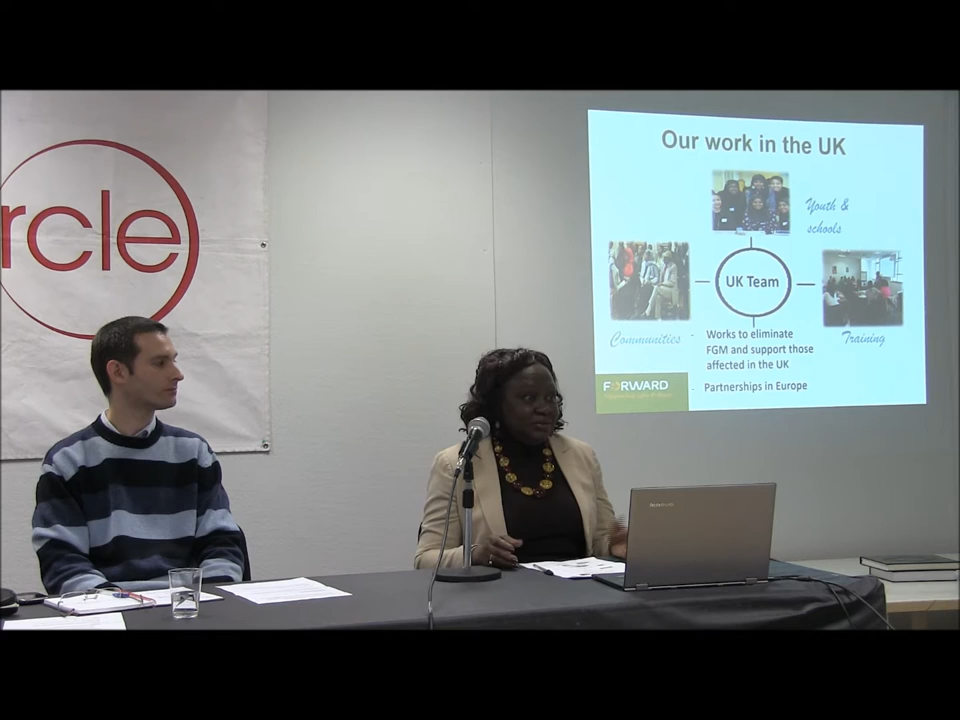 rcle
Our work in the UK
Youth &
schools
UK Team
Communities
Training
- Works to eliminate
FGM and support those
affected in the UK
- Partnerships in Europe
FORWARD